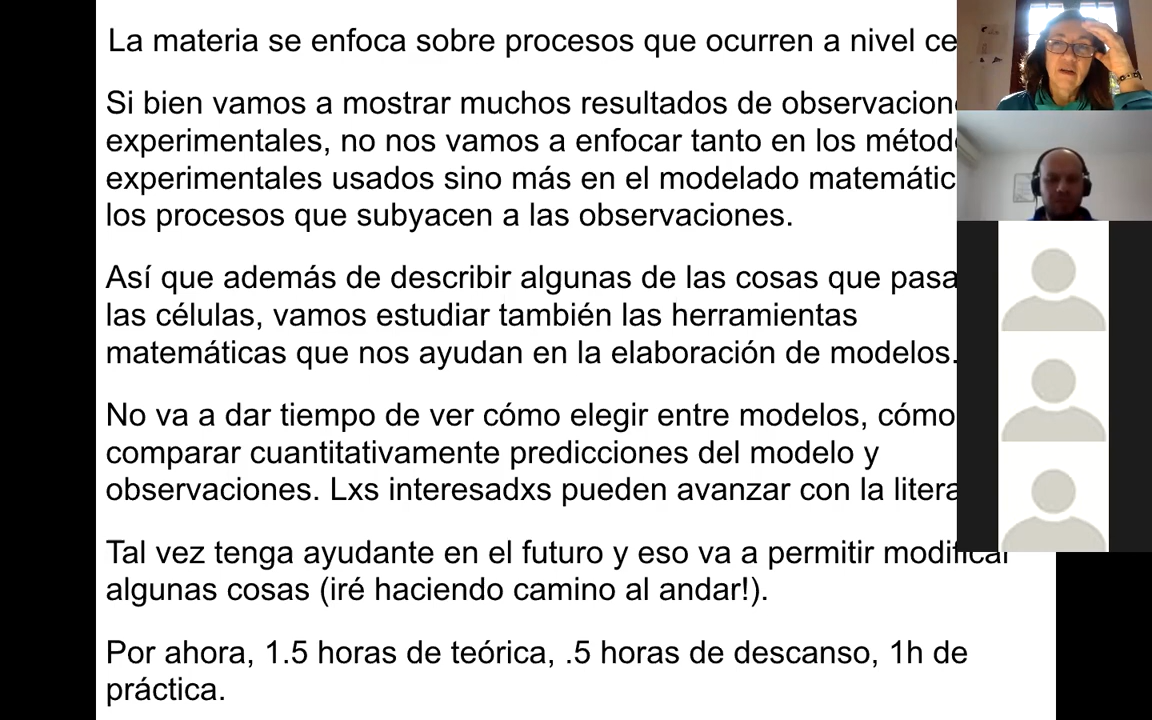 La materia se enfoca sobre procesos que ocurren a nivel ce
Si bien vamos a mostrar muchos resultados de observacion
experimentales, no nos vamos a enfocar tanto en los métod
experimentales usados sino más en el modelado matemátic
los procesos que subyacen a las observaciones.
Así que además de describir algunas de las cosas que pasa
las células, vamos estudiar también las herramientas
matemáticas que nos ayudan en la elaboración de modelos.
No va a dar tiempo de ver cómo elegir entre modelos, cómo
comparar cuantitativamente predicciones del modelo y
observaciones. Lxs interesadxs pueden avanzar con la litera
Tal vez tenga ayudante en el futuro y eso va a permitir modificar
algunas cosas (iré haciendo camino al andar!).
Por ahora, 1.5 horas de teórica, .5 horas de descanso, 1h de
práctica.